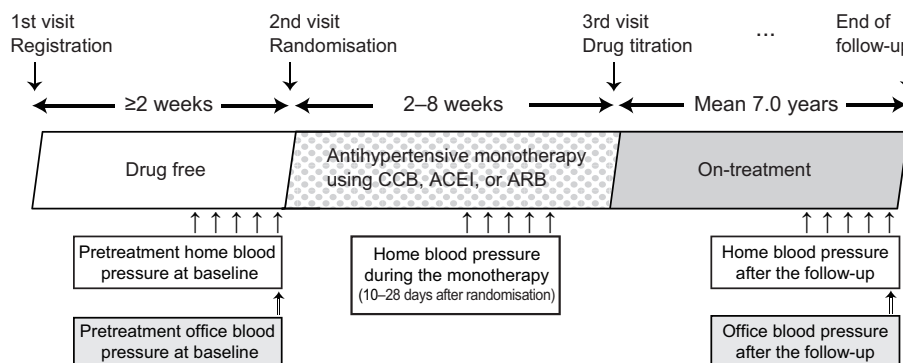 1st visit
Registration
2nd visit
Randomisation
3rd visit
Drug titration
...
End of
follow-up
≥2 weeks
2–8 weeks
Mean 7.0 years
Drug free
Antihypertensive monotherapy
using CCB, ACEI, or ARB
On-treatment
Pretreatment home blood
pressure at baseline
Home blood pressure
during the monotherapy
(10–28 days after randomisation)
Home blood pressure
after the follow-up
Pretreatment office blood
pressure at baseline
Office blood pressure
after the follow-up